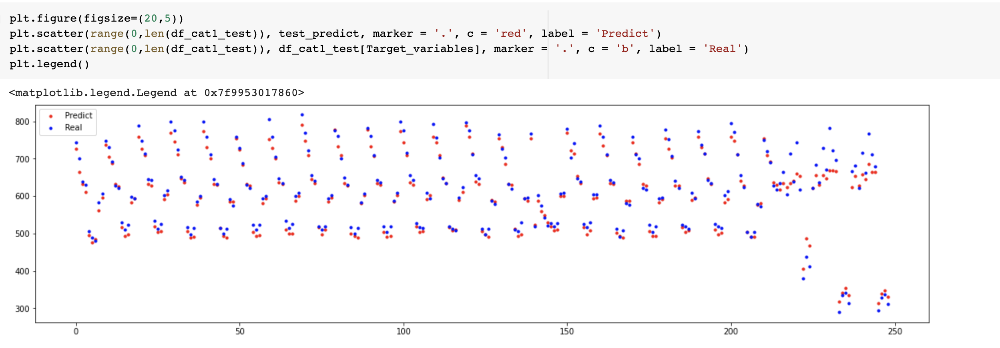 plt.figure(figsize=(20,5))
plt.scatter(range(0,len(df_cat1_test)), test_predict, marker = '.', c = 'red', label = 'Predict')
plt.scatter(range(0,len(df_cat1_test)), df_cat1_test[Target_variables], marker = '.', c = 'b', label = 'Real')
plt.legend()
<matplotlib.legend.Legend at 0x7f9953017860>
Predict
Real
800
700
600
500
400
300
0 50 100 150 200 250